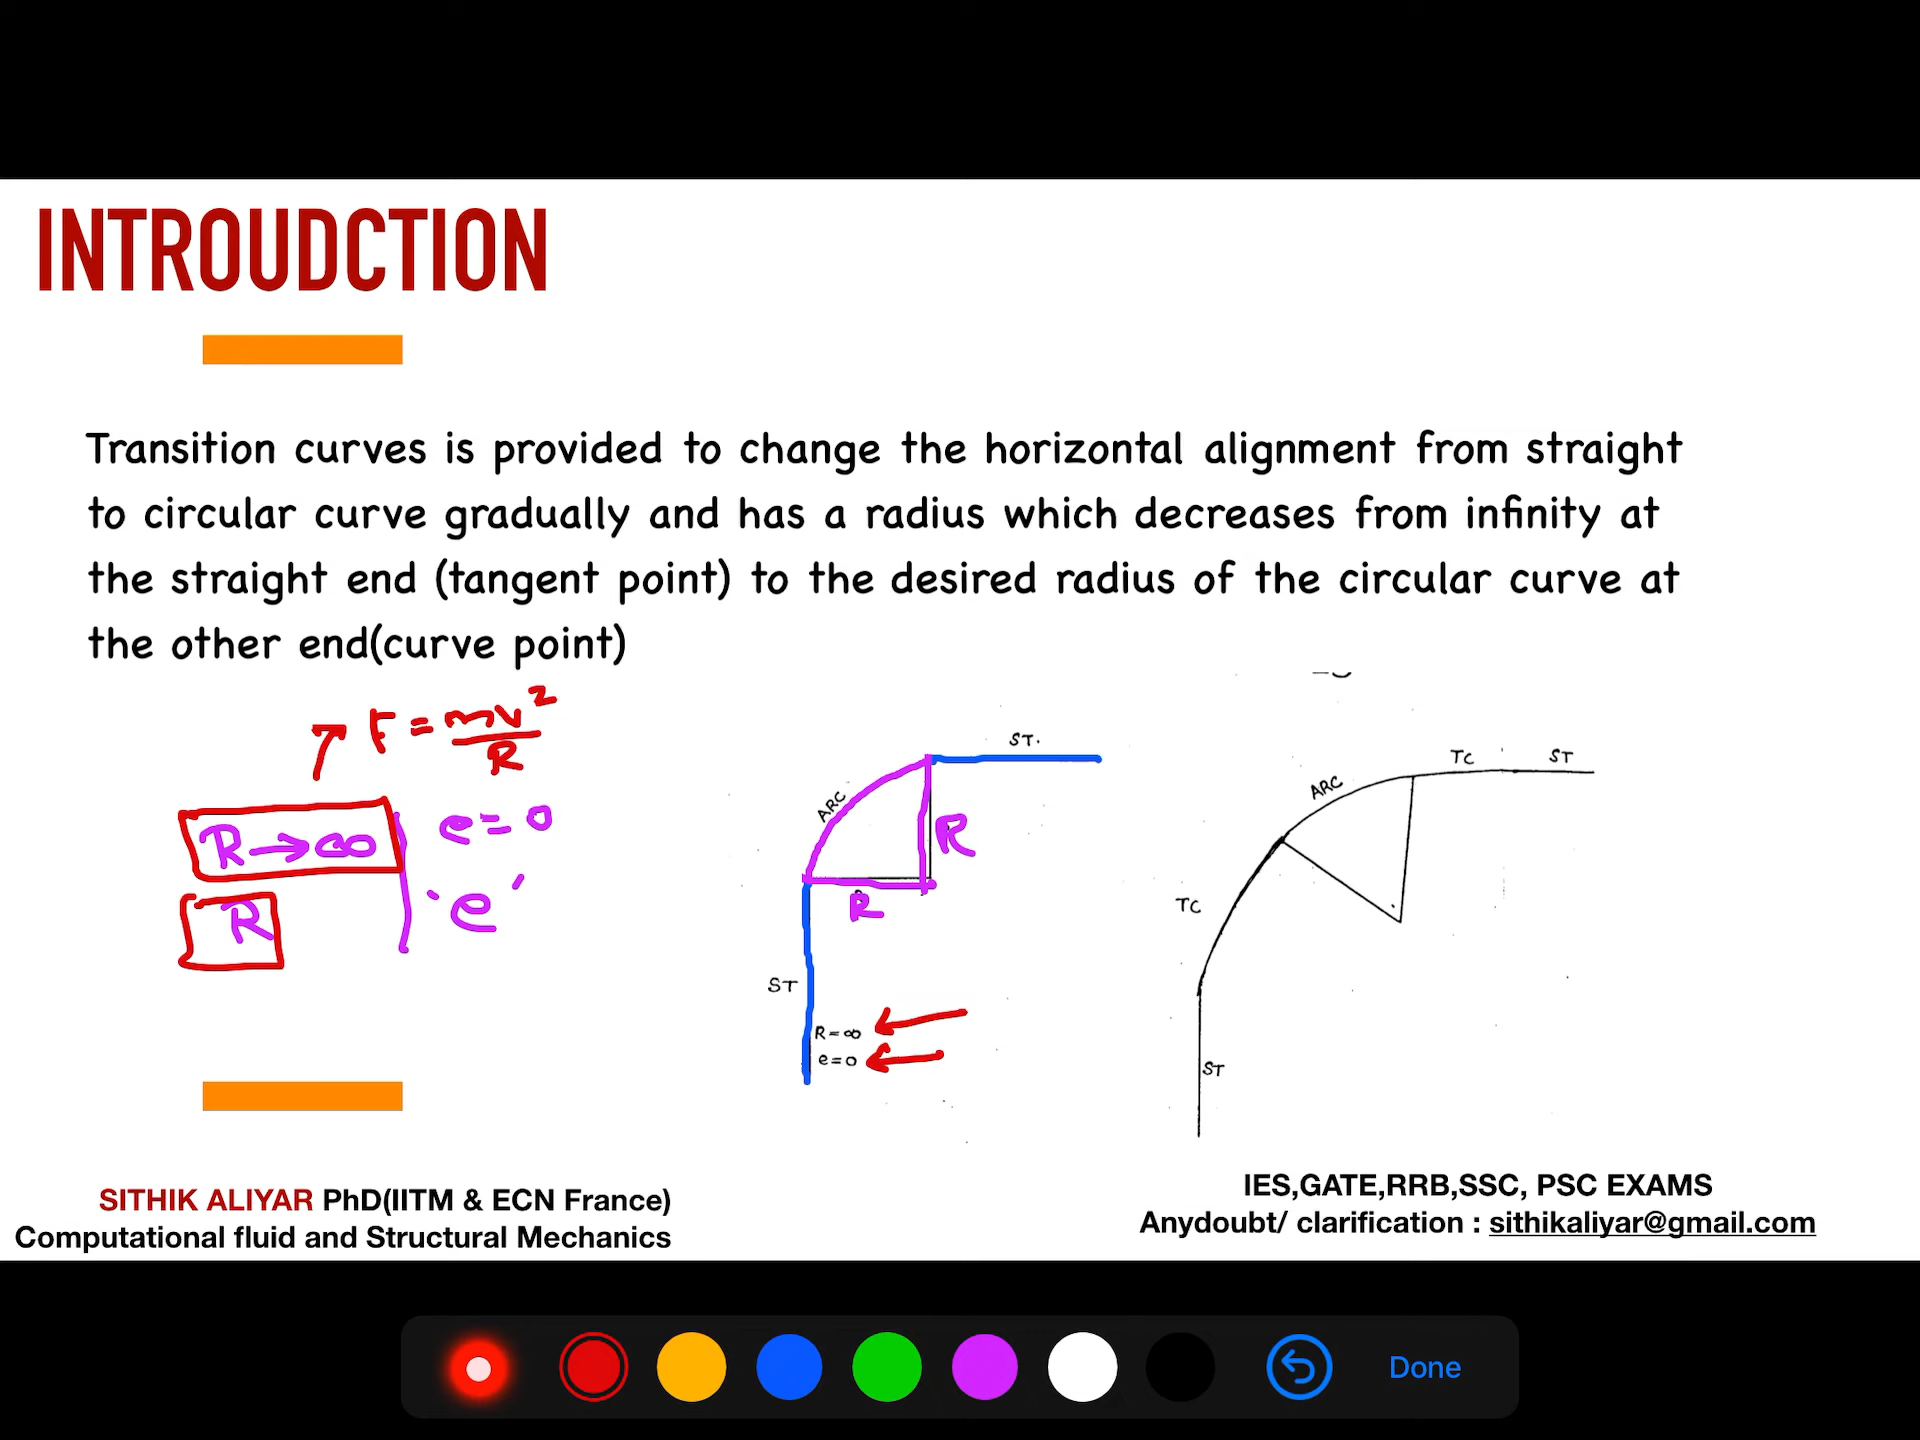 INTROUDCTION
Transition curves is provided to change the horizontal alignment from straight
to circular curve gradually and has a radius which decreases from infinity at
the straight end (tangent point) to the desired radius of the circular curve at
the other end(curve point)
F = mv²/R
R→∞ e=0
R 'e'
ST.
ARC
R
R
ST
R=∞
e=0
TC ST
ARC
TC
ST
SITHIK ALIYAR PhD(IITM & ECN France)
Computational fluid and Structural Mechanics
IES,GATE,RRB,SSC, PSC EXAMS
Anydoubt/ clarification : sithikaliyar@gmail.com
Done